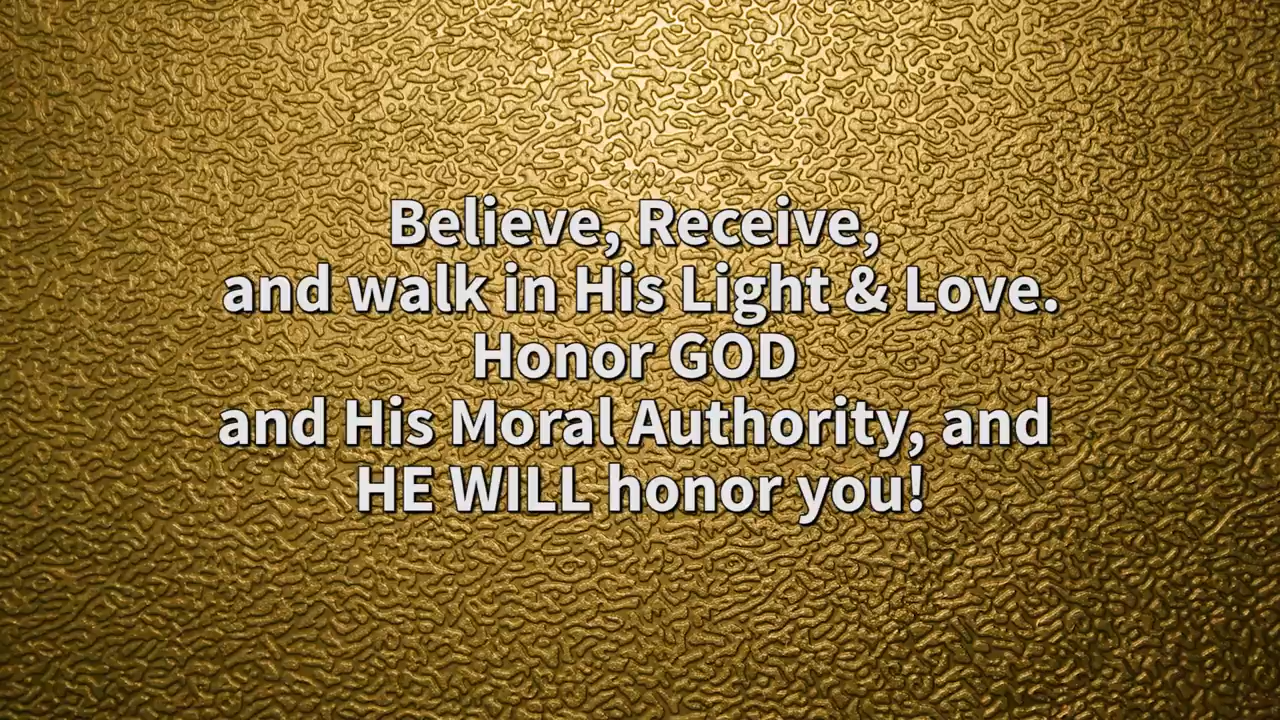 Believe, Receive,
and walk in His Light & Love.
Honor GOD
and His Moral Authority, and
HE WILL honor you!